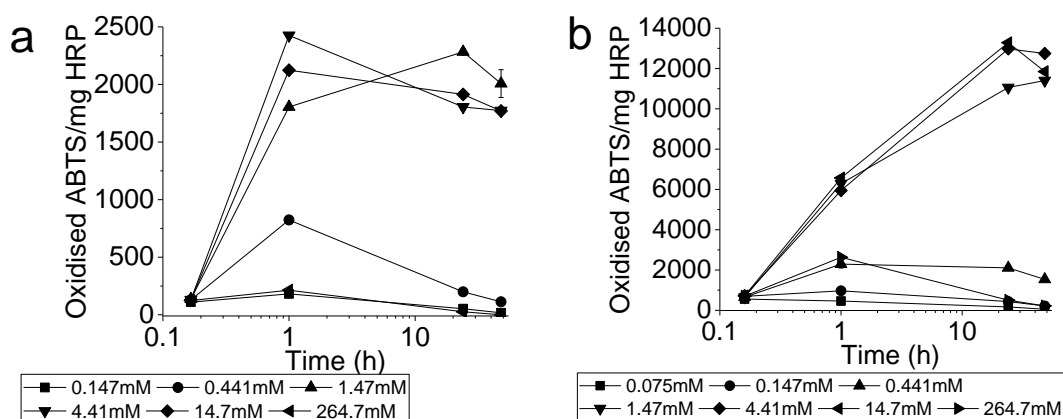 a
Oxidised ABTS/mg HRP
2500
2000
1500
1000
500
0
0.1 1 10
Time (h)
0.147mM 0.441mM 1.47mM
4.41mM 14.7mM 264.7mM
b
Oxidised ABTS/mg HRP
14000
12000
10000
8000
6000
4000
2000
0
0.1 1 10
Time (h)
0.075mM 0.147mM 0.441mM
1.47mM 4.41mM 14.7mM 264.7mM